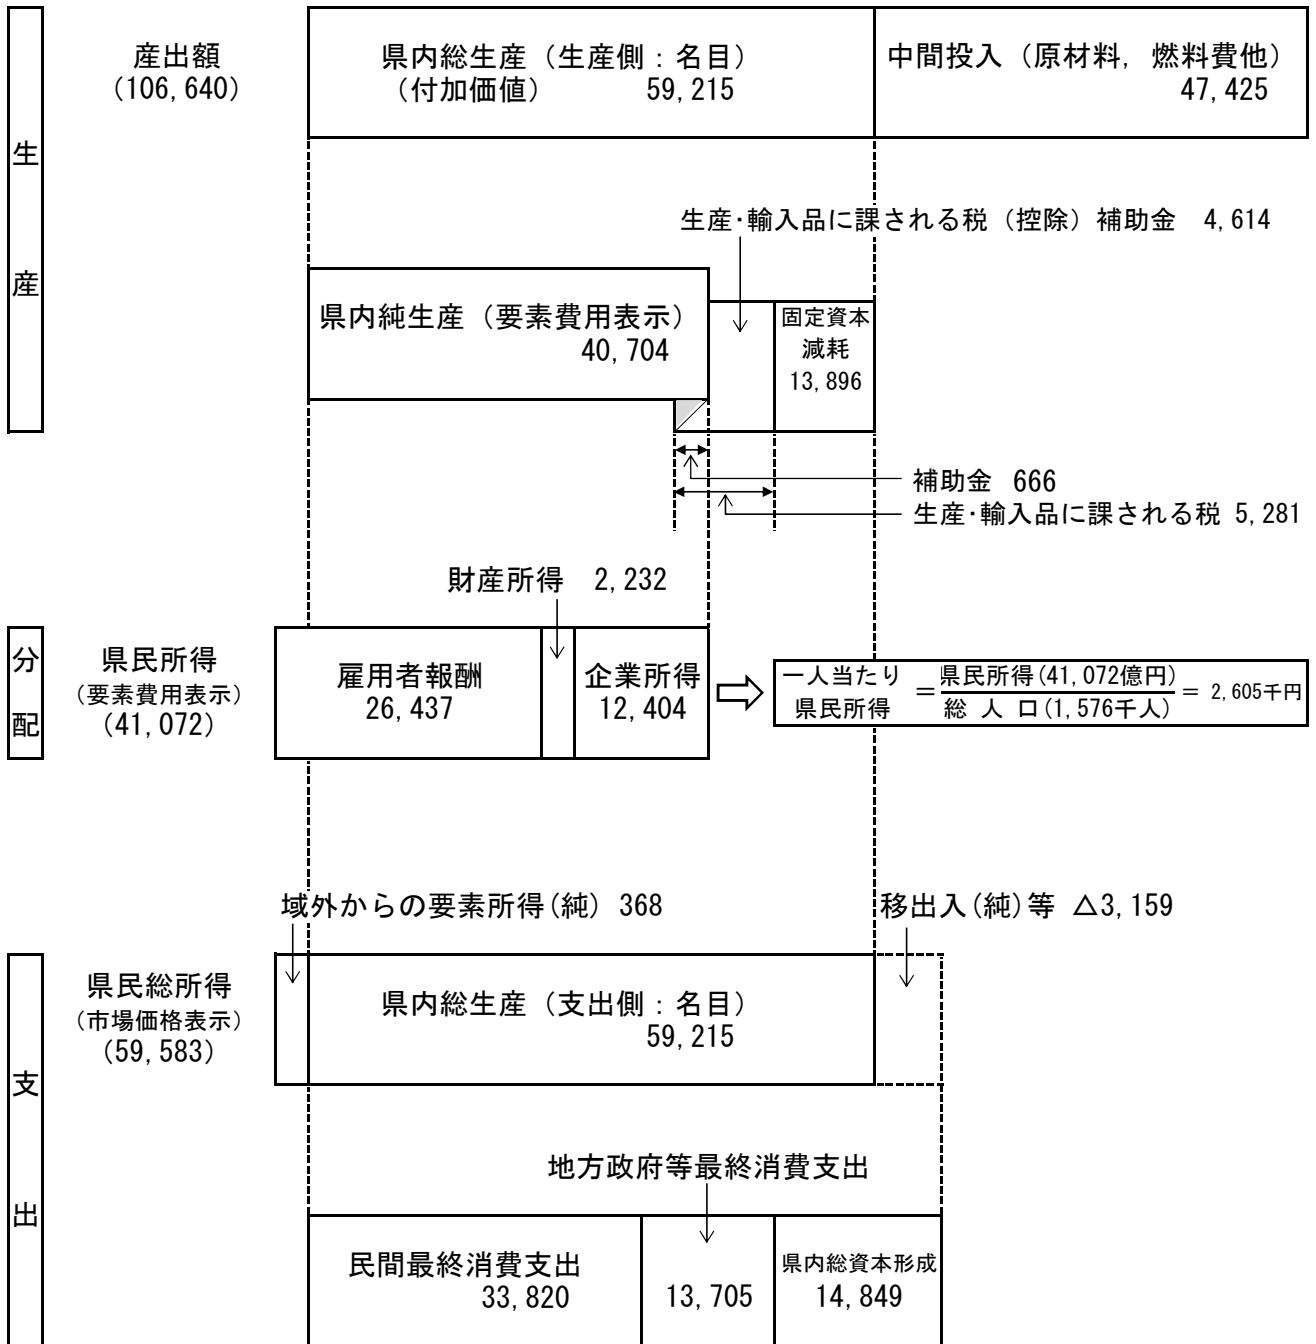 生産
産出額
(106,640)
県内総生産（生産側：名目）
（付加価値） 59,215
中間投入（原材料，燃料費他）
47,425
生産･輸入品に課される税（控除）補助金 4,614
県内純生産（要素費用表示）
40,704
固定資本
減耗
13,896
補助金 666
生産･輸入品に課される税 5,281
財産所得 2,232
分配
県民所得
（要素費用表示）
(41,072)
雇用者報酬
26,437
企業所得
12,404
一人当たり
県民所得
＝
県民所得(41,072億円)
総 人 口(1,576千人)
＝ 2,605千円
域外からの要素所得(純) 368
移出入(純)等 △3,159
支出
県民総所得
（市場価格表示）
(59,583)
県内総生産（支出側：名目）
59,215
地方政府等最終消費支出
民間最終消費支出
33,820
13,705
県内総資本形成
14,849